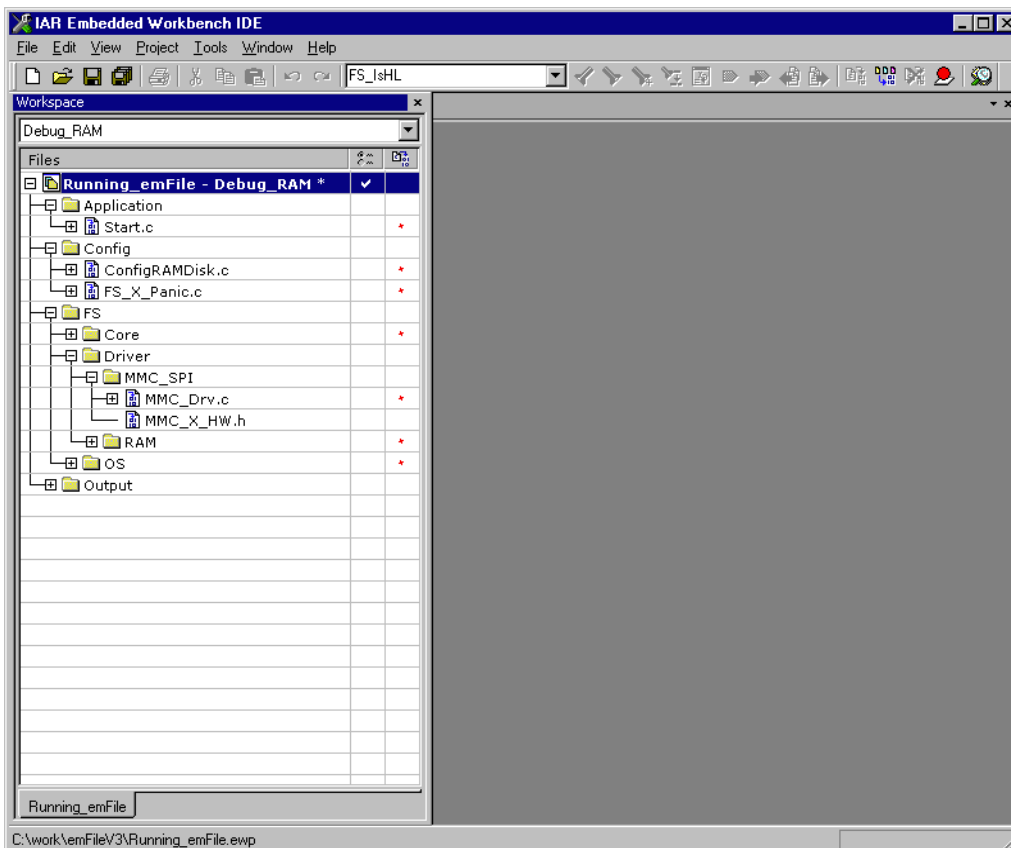 IAR Embedded Workbench IDE
File Edit View Project Tools Window Help
FS_IsHL
Workspace
Debug_RAM
Files
Running_emFile - Debug_RAM *
Application
Start.c
Config
ConfigRAMDisk.c
FS_X_Panic.c
FS
Core
Driver
MMC_SPI
MMC_Drv.c
MMC_X_HW.h
RAM
OS
Output
Running_emFile
C:\work\emFileV3\Running_emFile.ewp